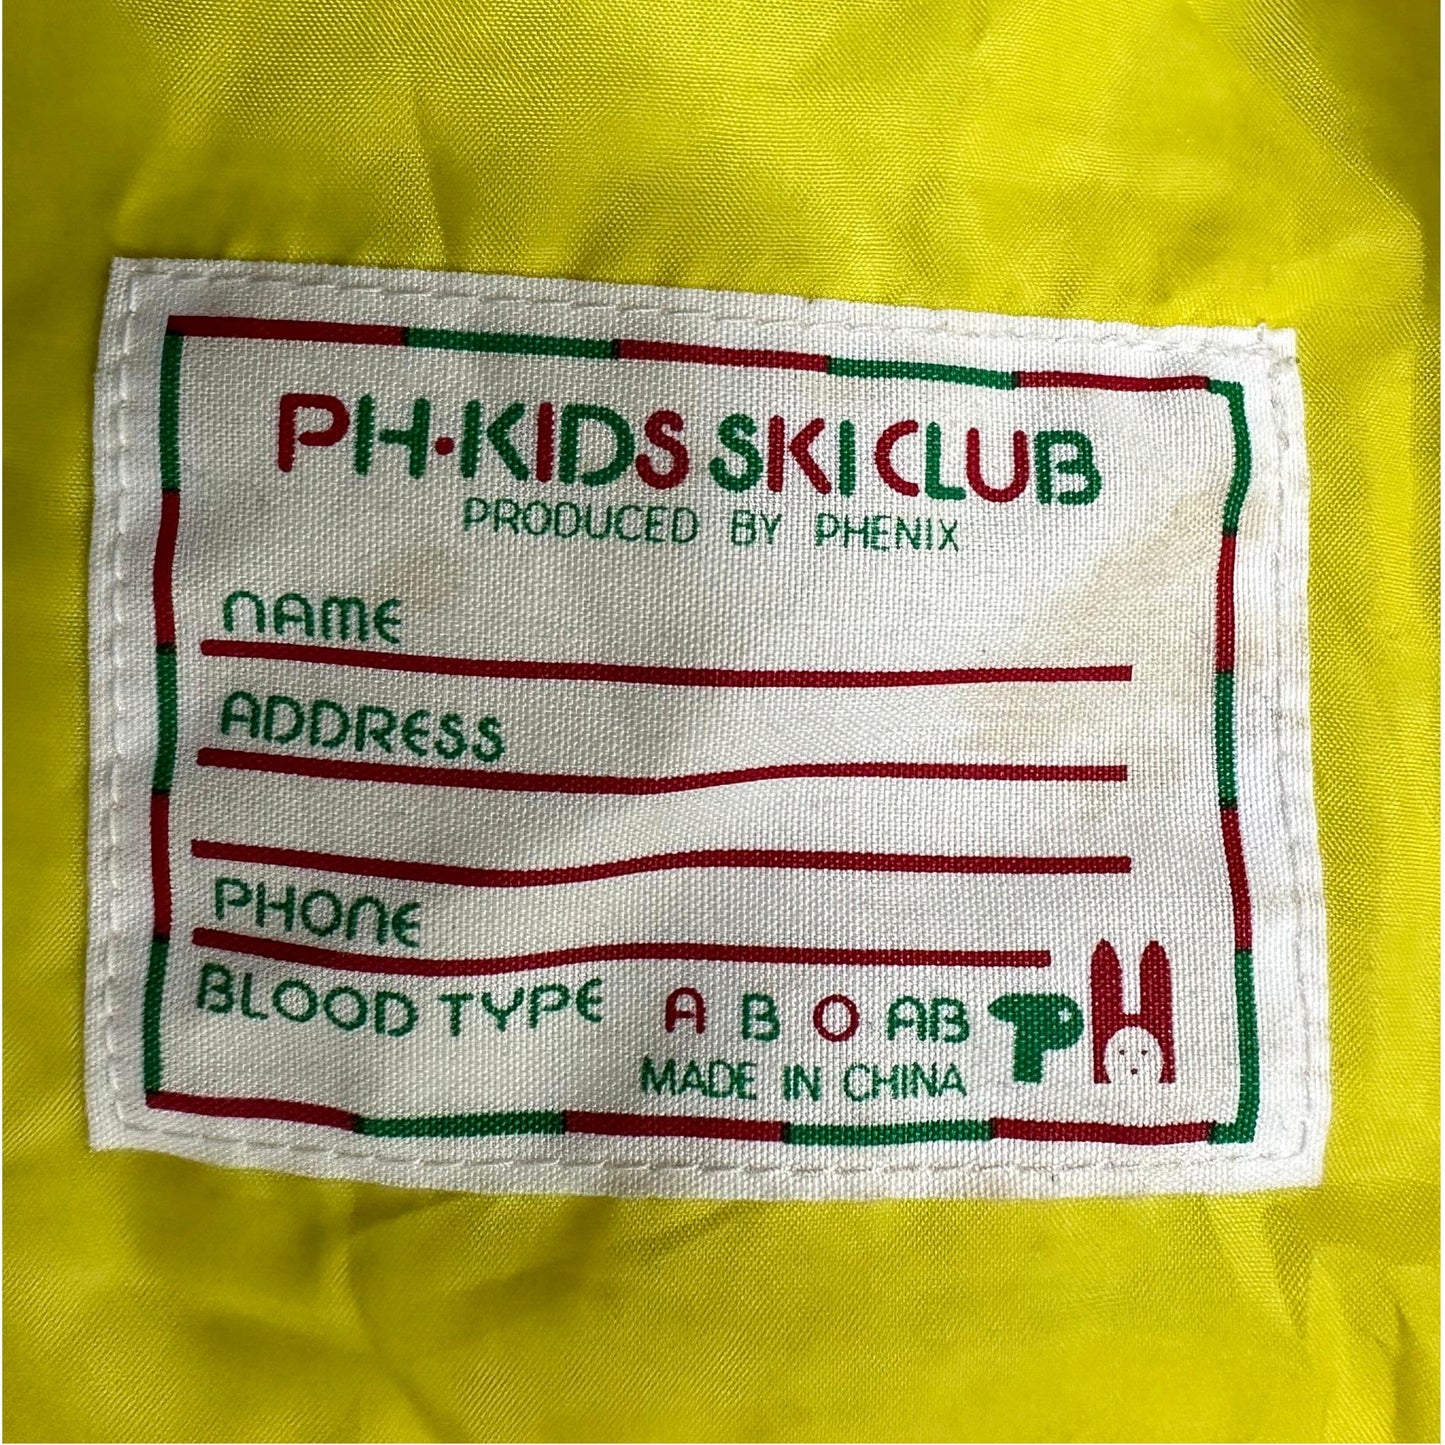 PH·KIDS SKI CLUB
PRODUCED BY PHENIX
NAME
ADDRESS
PHONE
BLOOD TYPE A B O AB
MADE IN CHINA
PH